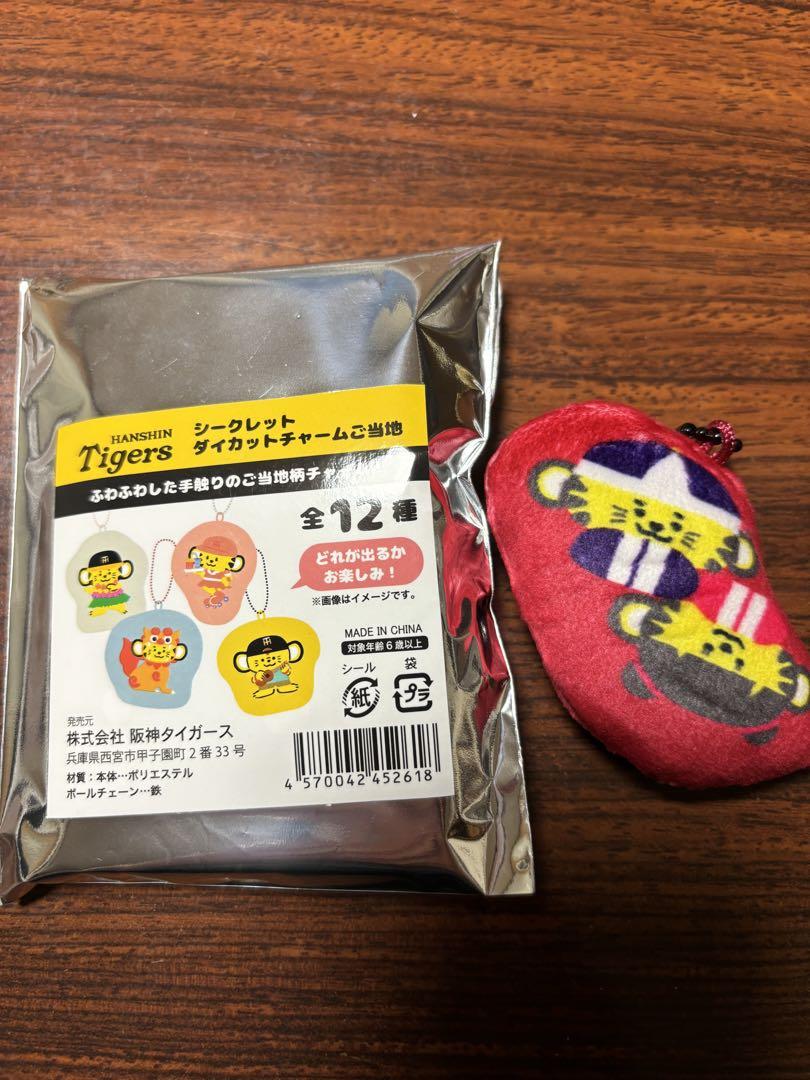 HANSHIN
Tigers
シークレット
ダイカットチャームご当地
ふわふわした手触りのご当地柄チャ
全12種
どれが出るか
お楽しみ！
※画像はイメージです。
MADE IN CHINA
対象年齢6歳以上
シール
袋
紙
プラ
発売元
株式会社 阪神タイガース
兵庫県西宮市甲子園町2番33号
材質：本体…ポリエステル
ボールチェーン…鉄
4 570042 452618